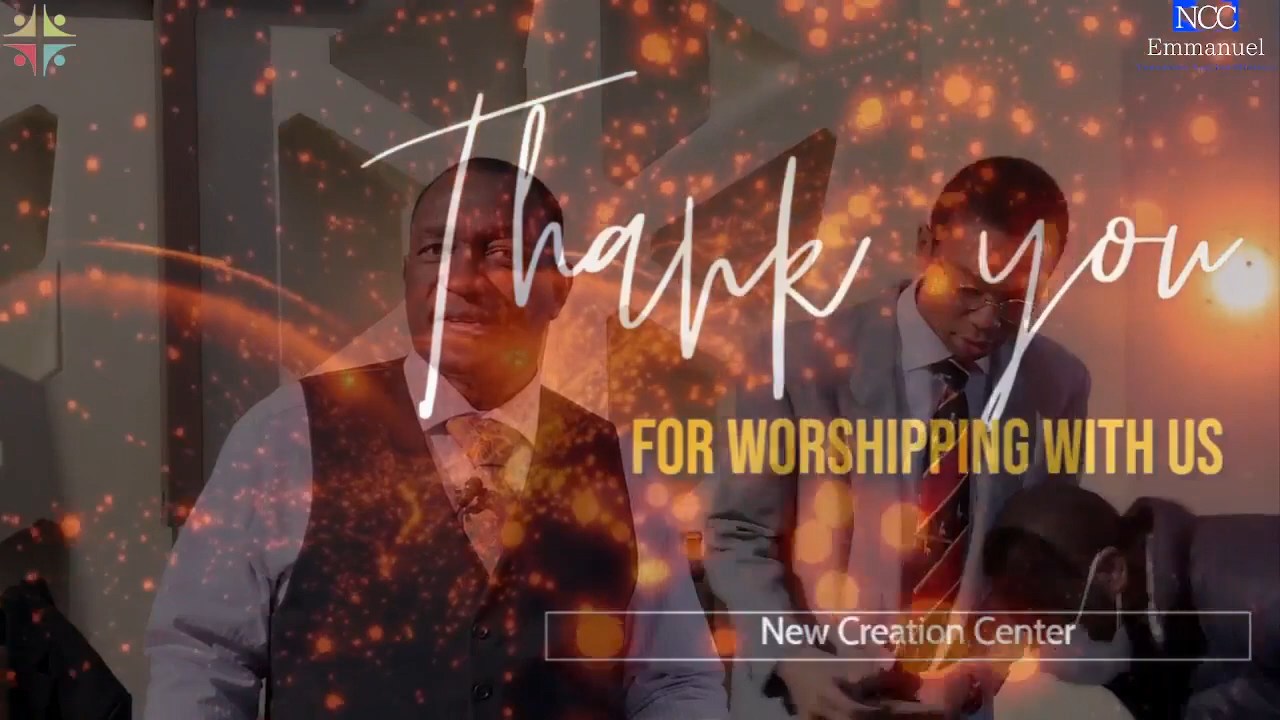 NCC
Emmanuel
Thank you
FOR WORSHIPPING WITH US
New Creation Center